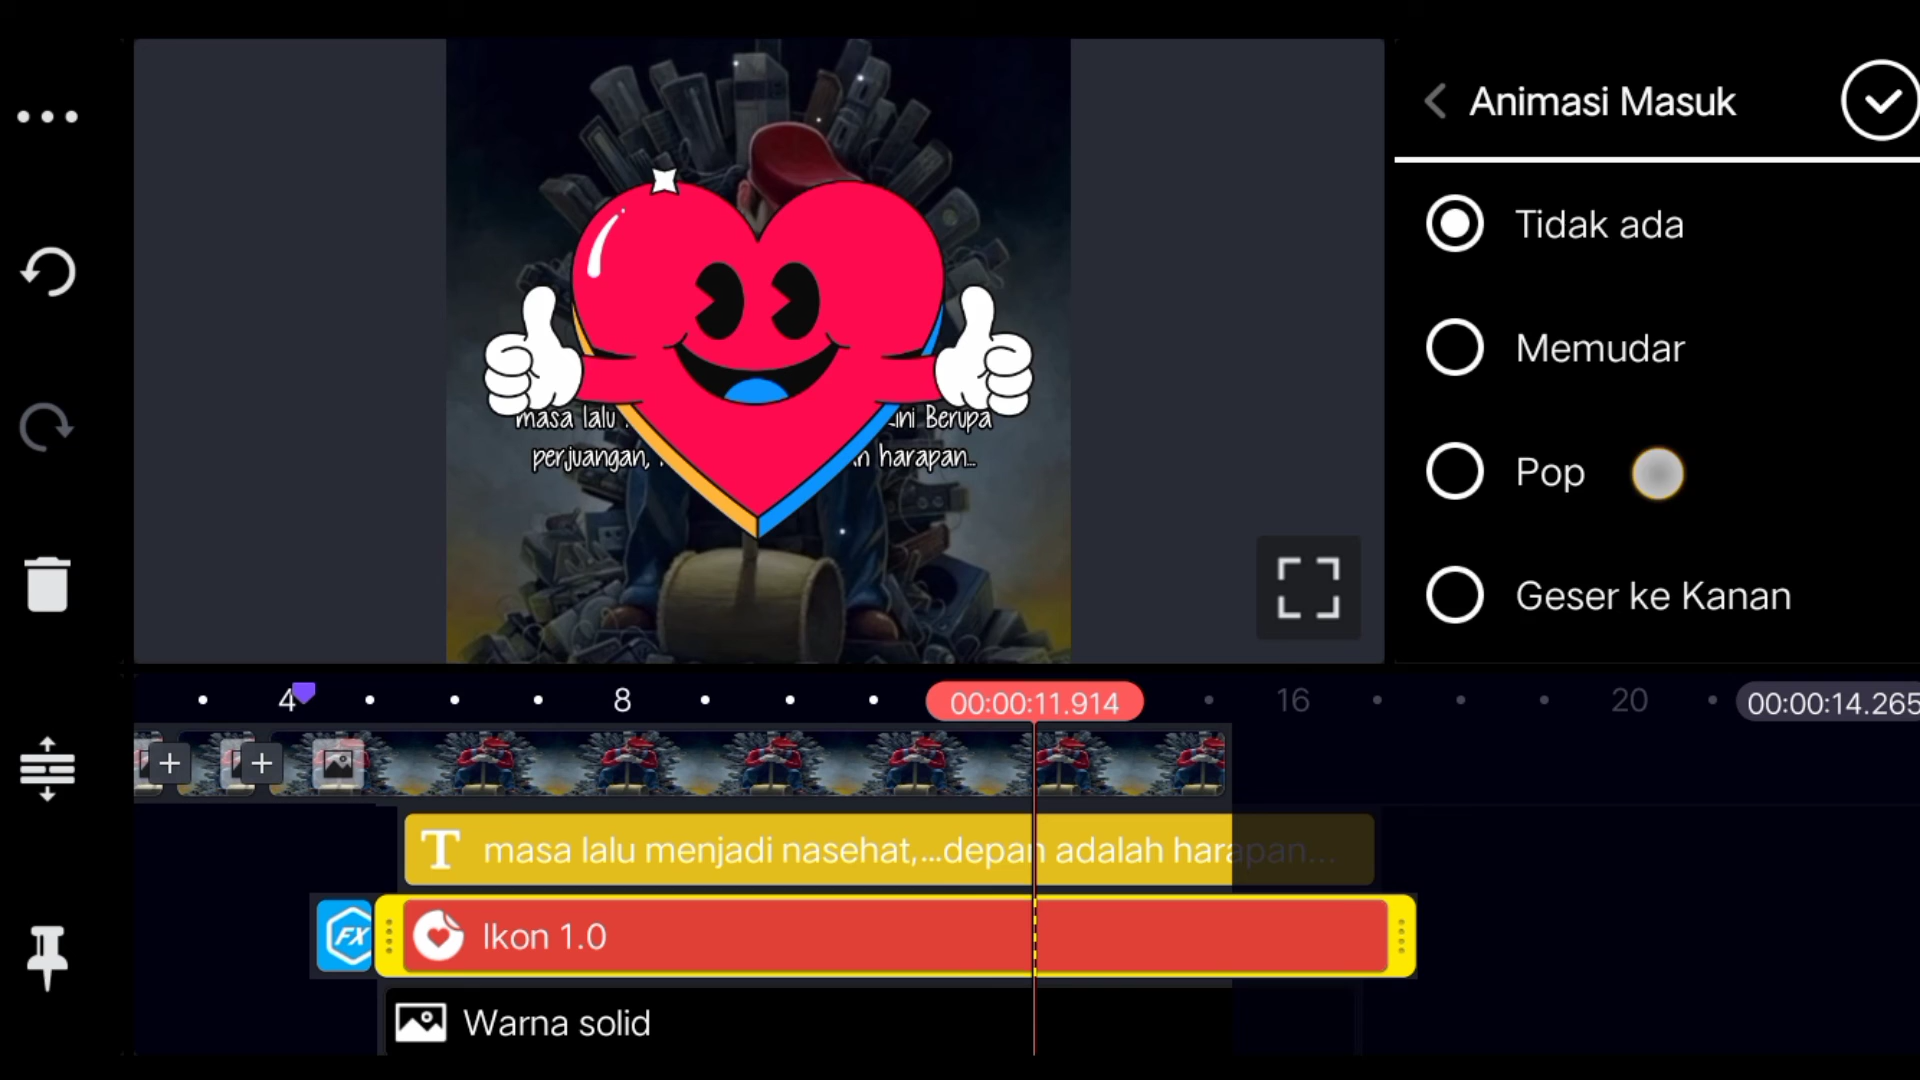 Animasi Masuk
Tidak ada
Memudar
Pop
Geser ke Kanan
masa lalu
ini Berupa
perjuangan,
harapan...
4
8
00:00:11.914
16
20
00:00:14.265
T masa lalu menjadi nasehat,...depan adalah harapan...
FX
Ikon 1.0
Warna solid